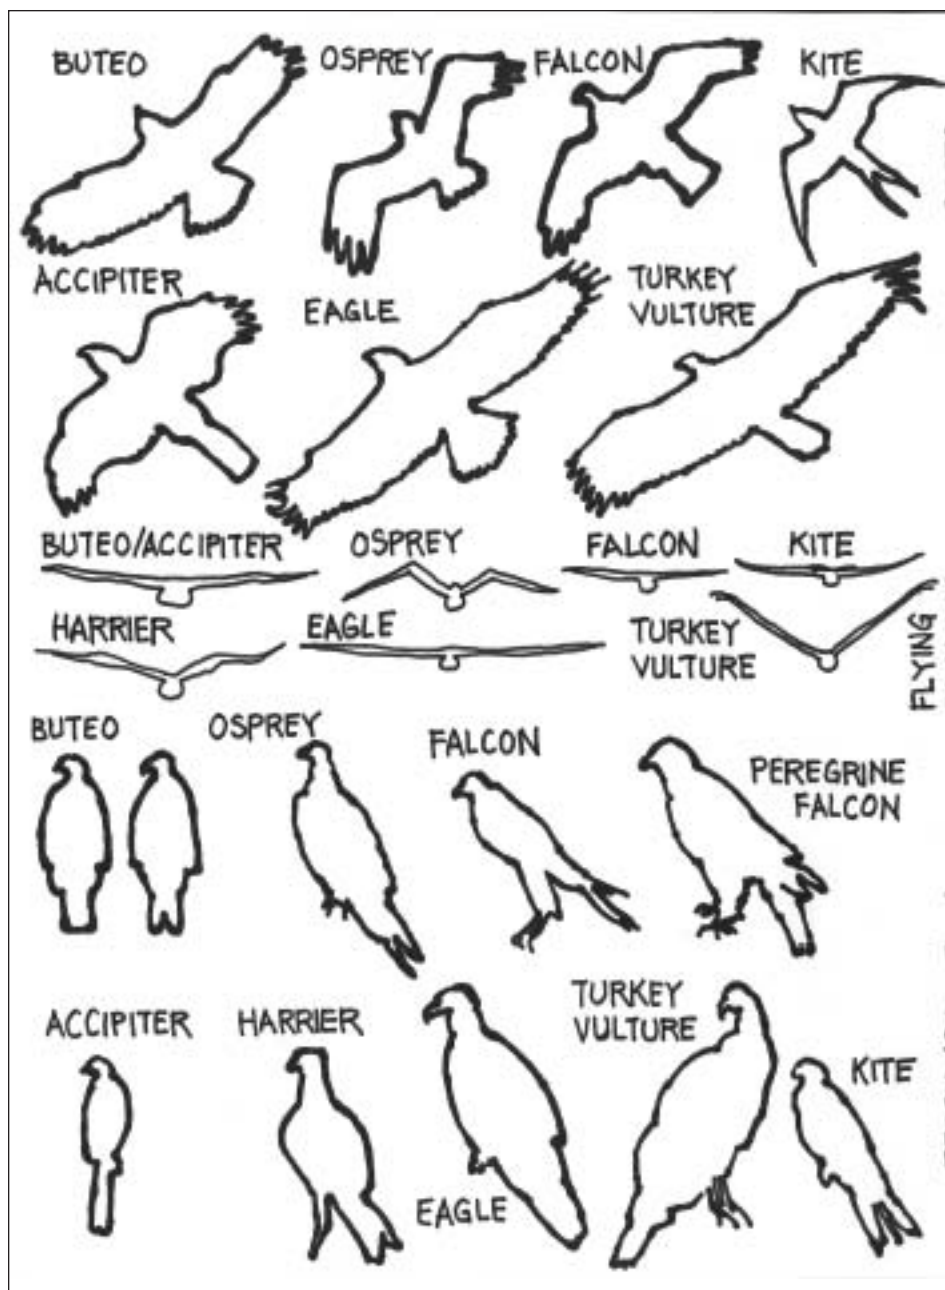 BUTEO
OSPREY
FALCON
KITE
ACCIPITER
EAGLE
TURKEY
VULTURE
BUTEO/ACCIPITER
OSPREY
FALCON
KITE
HARRIER
EAGLE
TURKEY
VULTURE
FLYING
BUTEO
OSPREY
FALCON
PEREGRINE
FALCON
ACCIPITER
HARRIER
EAGLE
TURKEY
VULTURE
KITE